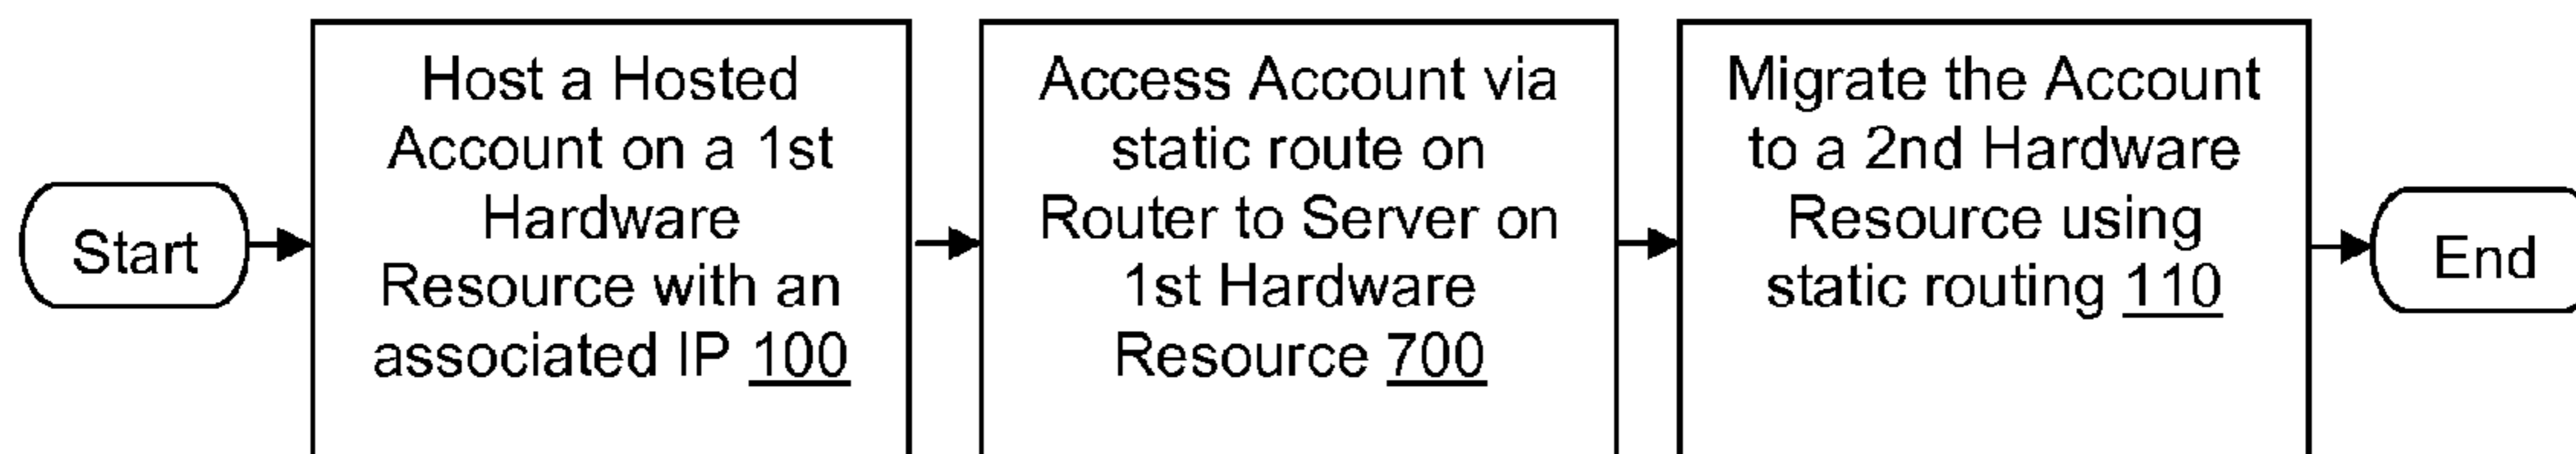 Start
Host a Hosted
Account on a 1st
Hardware
Resource with an
associated IP 100
Access Account via
static route on
Router to Server on
1st Hardware
Resource 700
Migrate the Account
to a 2nd Hardware
Resource using
static routing 110
End